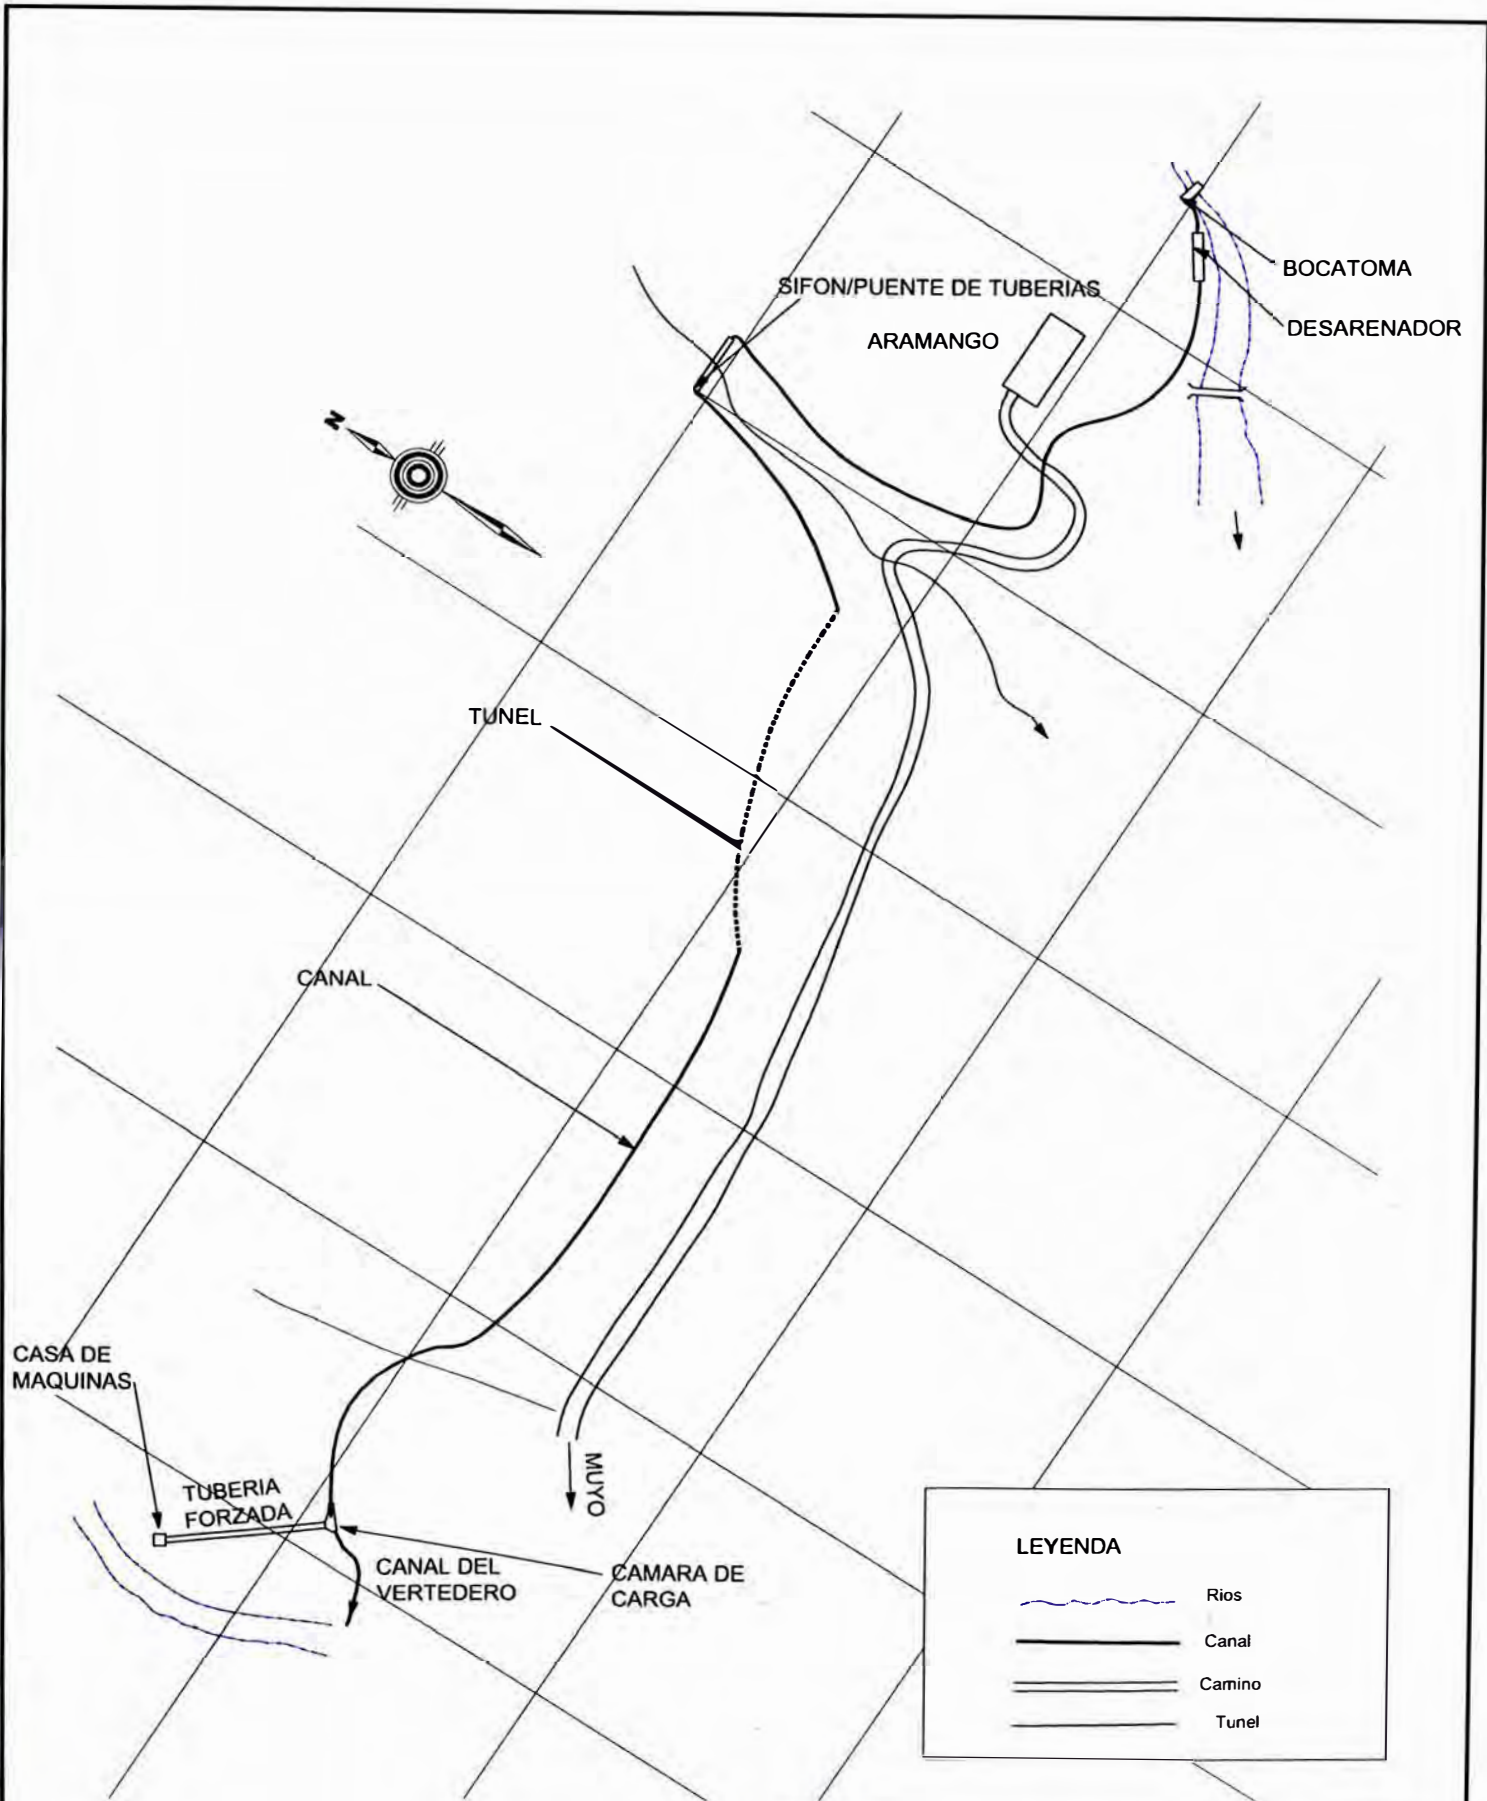 BOCATOMA
SIFON/PUENTE DE TUBERIAS
DESARENADOR
ARAMANGO
N
TUNEL
CANAL
CASA DE
MAQUINAS
MUYO
TUBERIA
FORZADA
CANAL DEL
VERTEDERO
CAMARA DE
CARGA
LEYENDA
Rios
Canal
Camino
Tunel